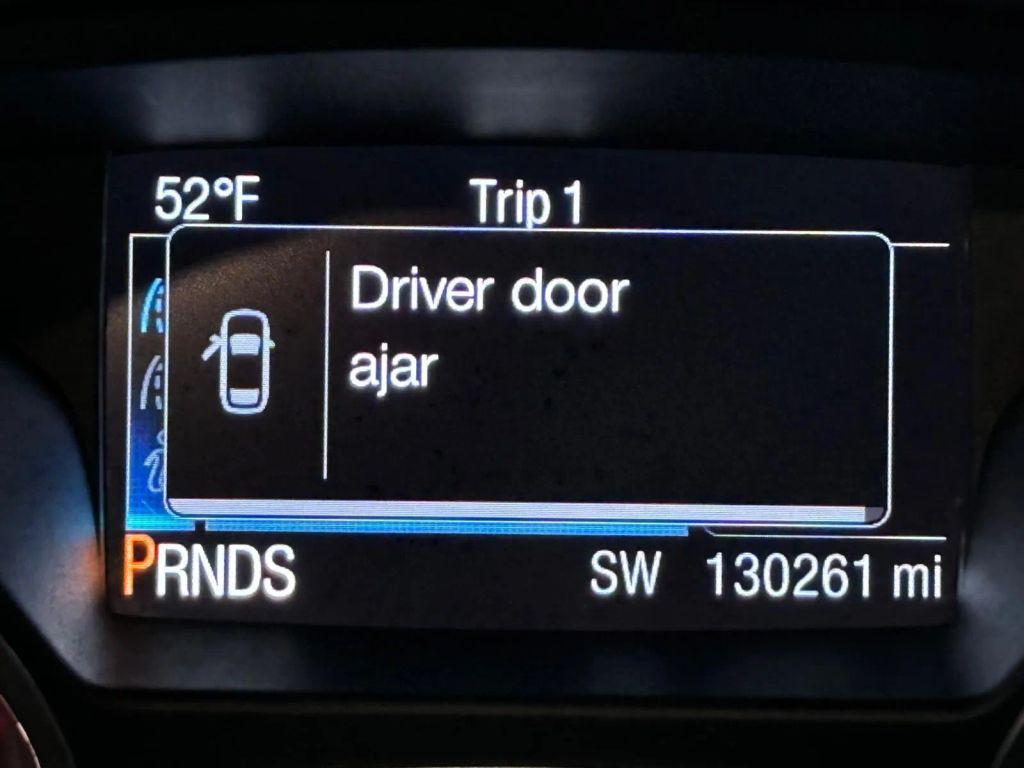 52°F Trip 1
Driver door
ajar
PRNDS SW 130261 mi